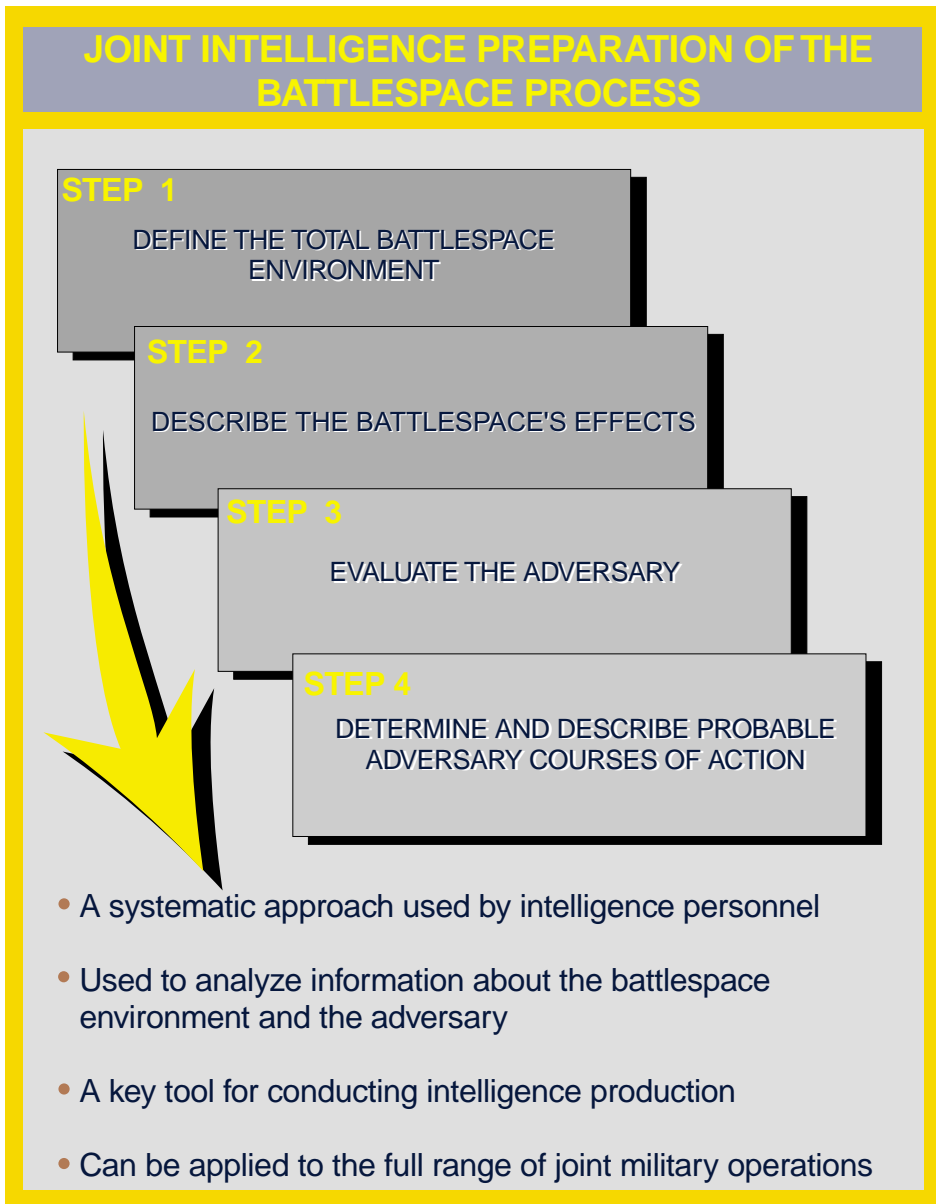 JOINT INTELLIGENCE PREPARATION OF THE
BATTLESPACE PROCESS
STEP 1
DEFINE THE TOTAL BATTLESPACE
ENVIRONMENT
STEP 2
DESCRIBE THE BATTLESPACE'S EFFECTS
STEP 3
EVALUATE THE ADVERSARY
STEP 4
DETERMINE AND DESCRIBE PROBABLE
ADVERSARY COURSES OF ACTION
• A systematic approach used by intelligence personnel
• Used to analyze information about the battlespace
environment and the adversary
• A key tool for conducting intelligence production
• Can be applied to the full range of joint military operations